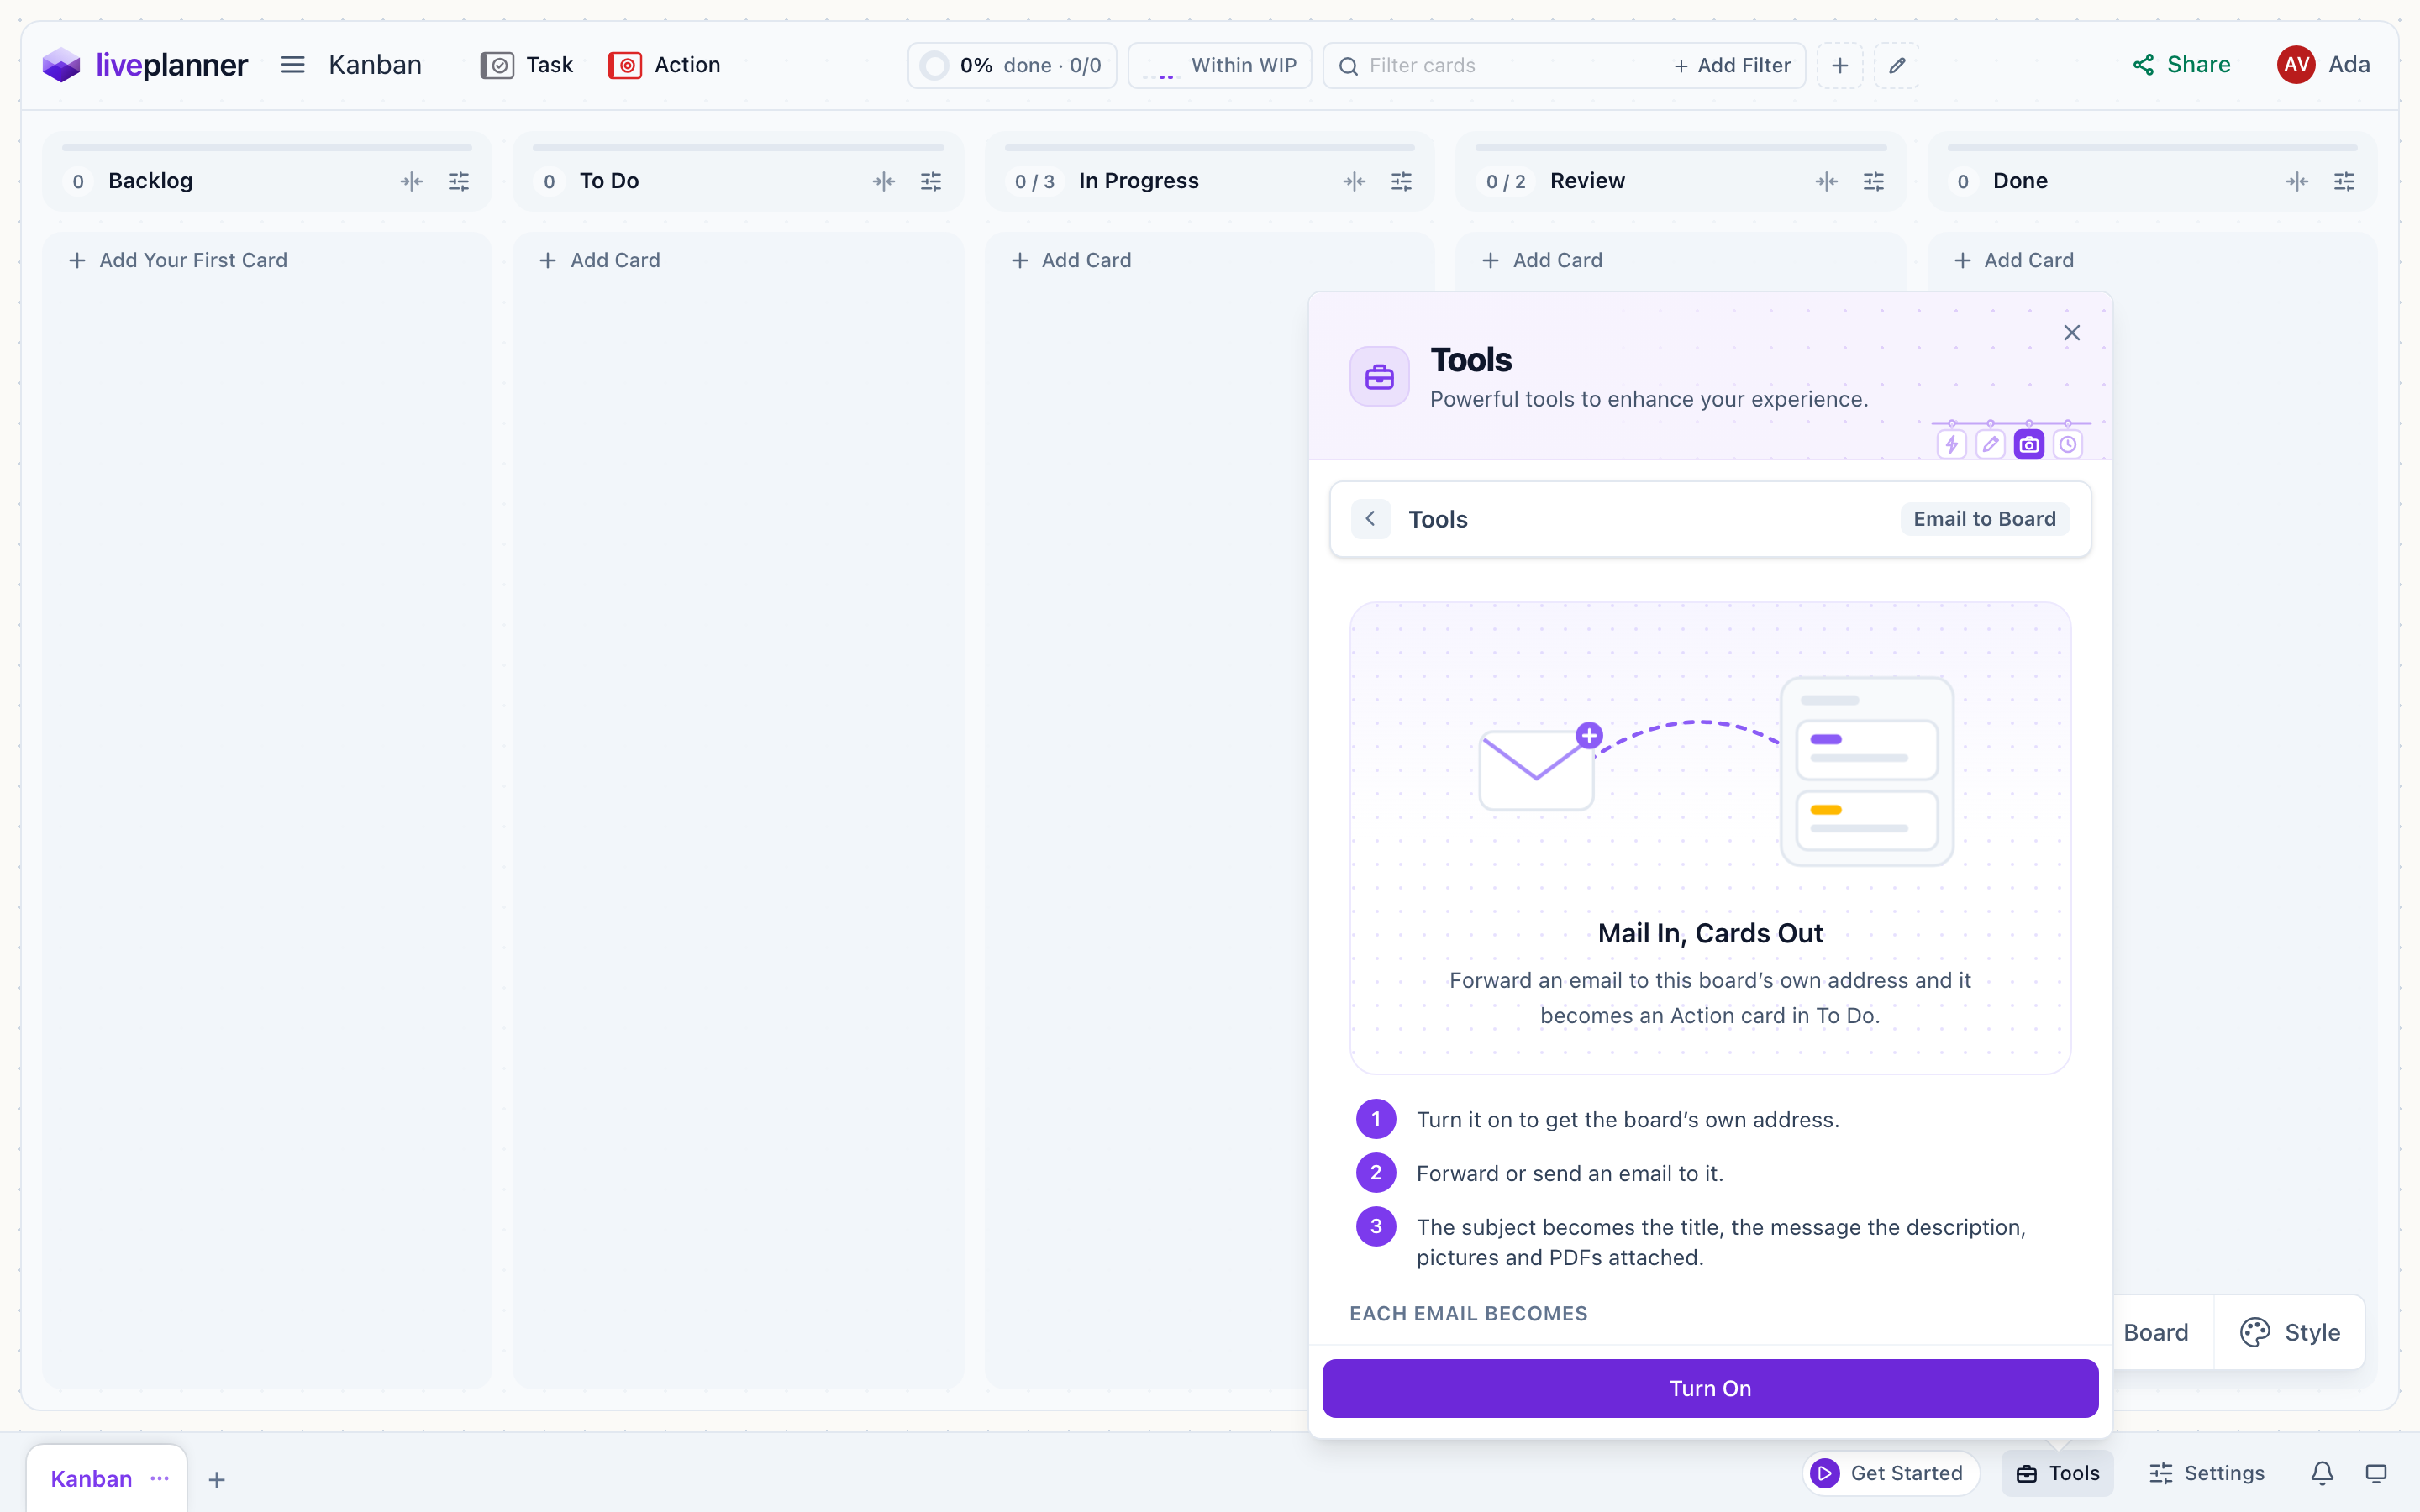 liveplanner
Kanban
Task
Action
0% done · 0/0
Within WIP
Filter cards
+ Add Filter
Share
AV
Ada
0 Backlog
0 To Do
0 / 3 In Progress
0 / 2 Review
0 Done
+ Add Your First Card
+ Add Card
+ Add Card
+ Add Card
+ Add Card
Tools
Powerful tools to enhance your experience.
Tools
Email to Board
Mail In, Cards Out
Forward an email to this board’s own address and it
becomes an Action card in To Do.
1 Turn it on to get the board’s own address.
2 Forward or send an email to it.
3 The subject becomes the title, the message the description,
pictures and PDFs attached.
EACH EMAIL BECOMES
Turn On
Board
Style
Kanban
Get Started
Tools
Settings